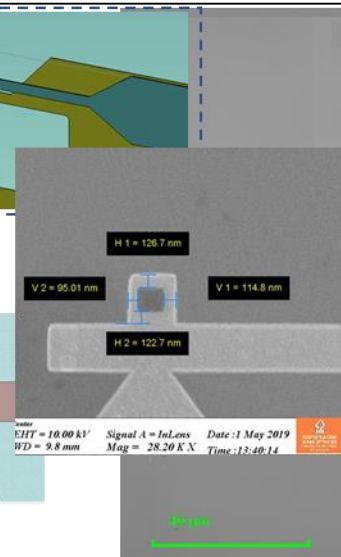 H 1 = 126.7 nm
V 2 = 95.01 nm
V 1 = 114.8 nm
H 2 = 122.7 nm
EHT = 10.00 kV Signal A = InLens Date :1 May 2019
WD = 9.8 mm Mag = 28.20 K X Time :13:40:14